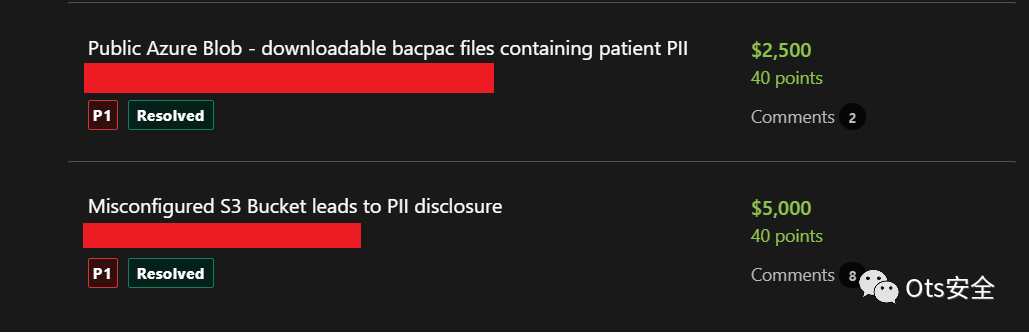 Public Azure Blob - downloadable bacpac files containing patient PII
$2,500
40 points
P1 Resolved
Comments 2
Misconfigured S3 Bucket leads to PII disclosure
$5,000
40 points
P1 Resolved
Comments 8
Ots安全